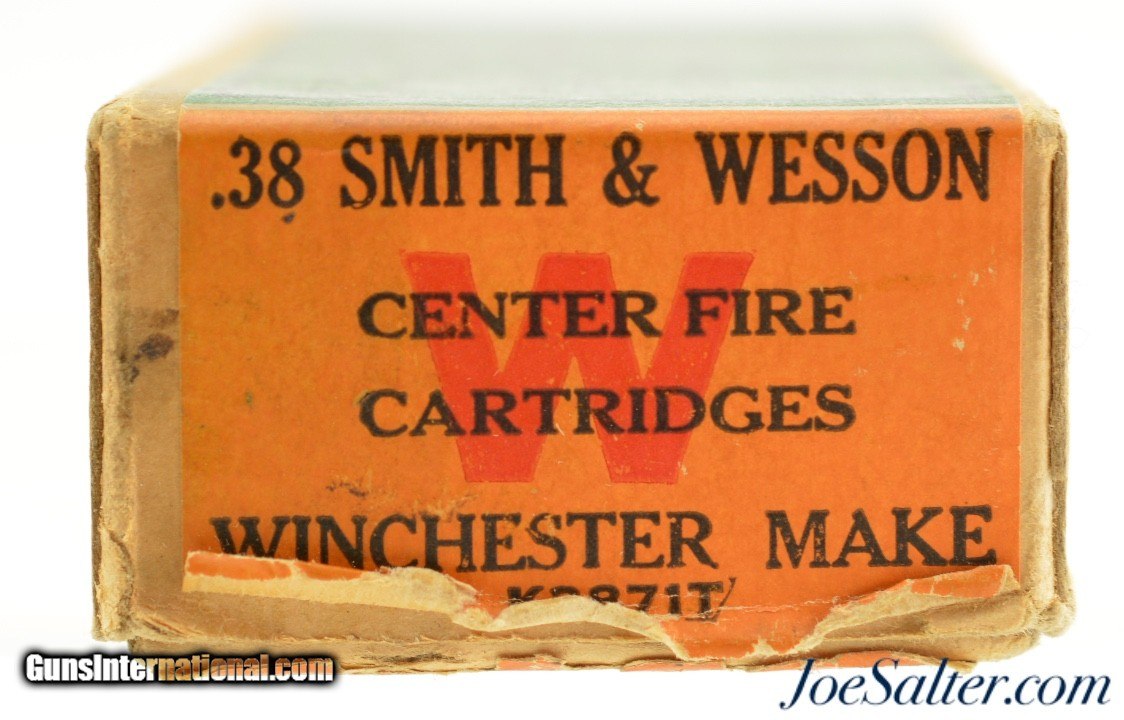 .38 SMITH & WESSON
W
CENTER FIRE
CARTRIDGES
WINCHESTER MAKE
GunsInternational.com
JoeSalter.com